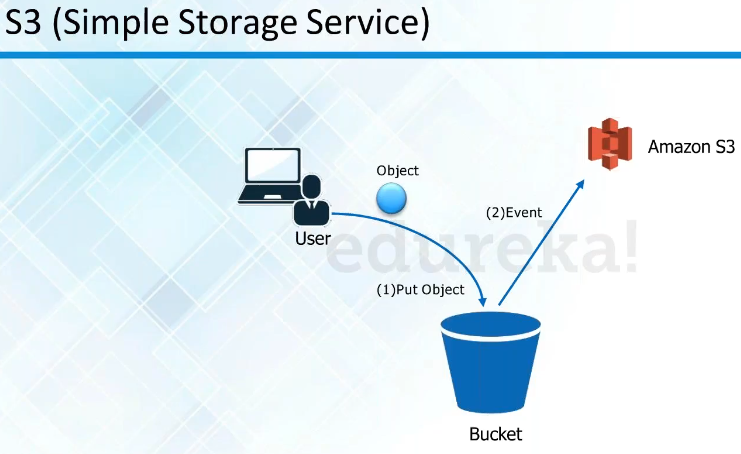 S3 (Simple Storage Service)
Object
Amazon S3
(2)Event
User
edureka!
(1)Put Object
Bucket